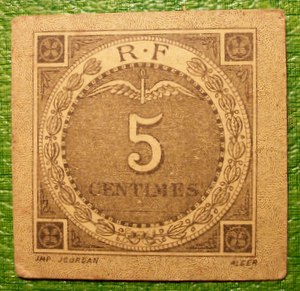 R·F
5
CENTIMES
IMP. JOURDAN ALGER